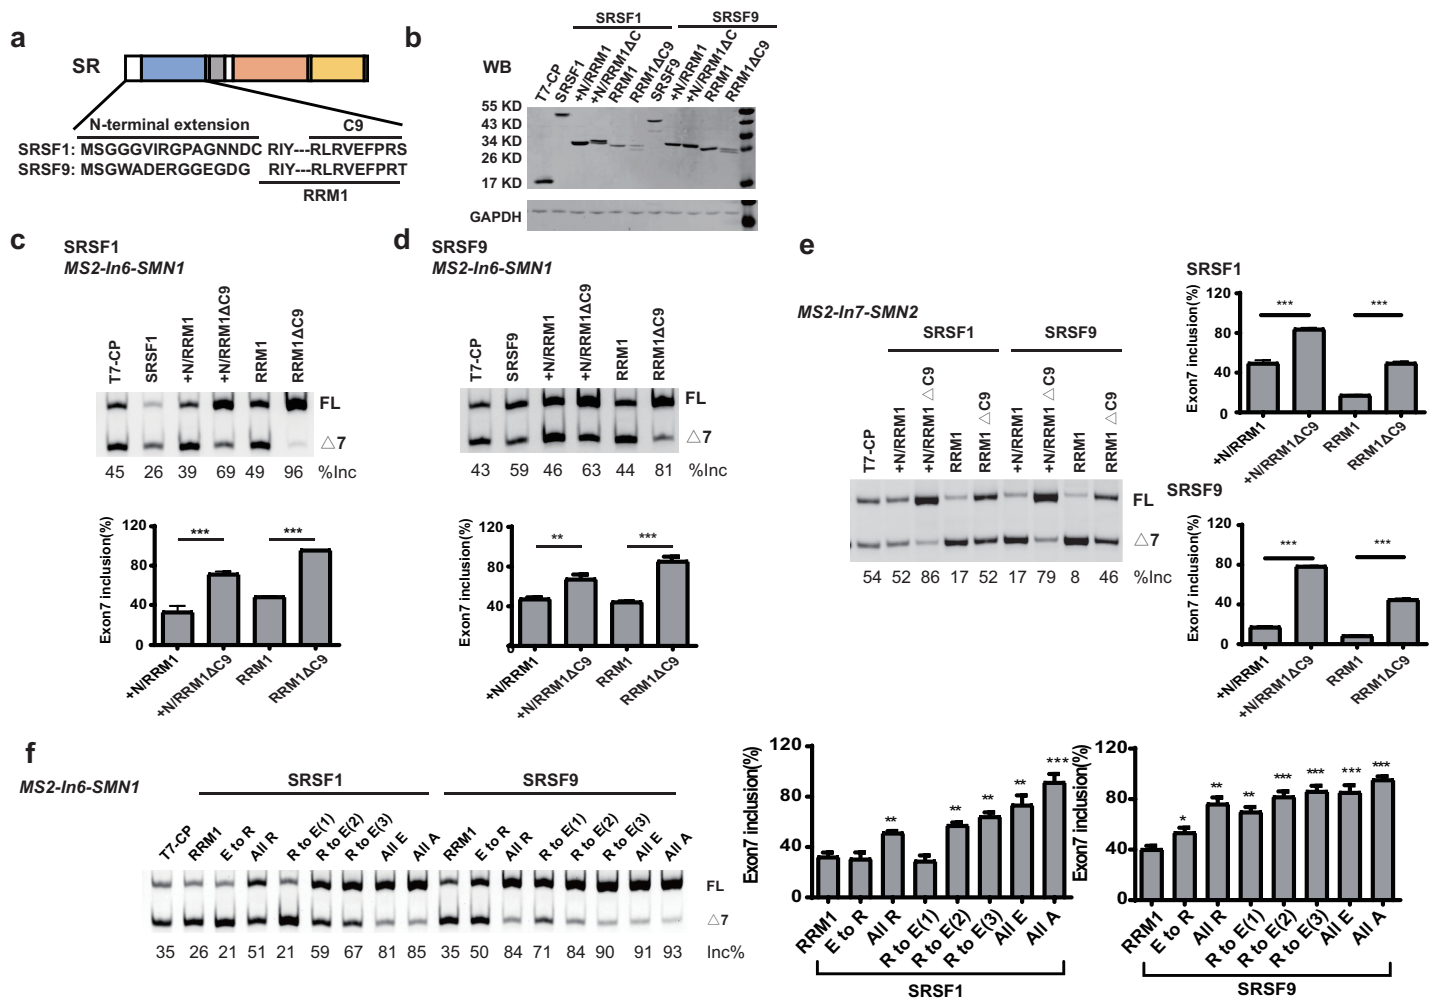 a
SR
N-terminal extension
C9
SRSF1: MSGGGVIRGPAGNNDC RIY---RLRVEFPRS
SRSF9: MSGWADERGGEGDG RIY---RLRVEFPRT
RRM1
b
SRSF1
SRSF9
WB
T7-CP
SRSF1
+N/RRM1
+N/RRM1ΔC
RRM1
RRM1ΔC9
SRSF9
+N/RRM1
+N/RRM1ΔC
RRM1
RRM1ΔC9
55 KD
43 KD
34 KD
26 KD
17 KD
GAPDH
c
SRSF1
MS2-In6-SMN1
T7-CP
SRSF1
+N/RRM1
+N/RRM1ΔC9
RRM1
RRM1ΔC9
FL
△7
45 26 39 69 49 96 %Inc
Exon7 inclusion(%)
120
80
40
0
*** ***
+N/RRM1
+N/RRM1ΔC9
RRM1
RRM1ΔC9
d
SRSF9
MS2-In6-SMN1
T7-CP
SRSF9
+N/RRM1
+N/RRM1ΔC9
RRM1
RRM1ΔC9
FL
△7
43 59 46 63 44 81 %Inc
Exon7 inclusion(%)
120
80
40
0
** ***
+N/RRM1
+N/RRM1ΔC9
RRM1
RRM1ΔC9
e
MS2-In7-SMN2
SRSF1
SRSF9
T7-CP
+N/RRM1
+N/RRM1 △C9
RRM1
RRM1 △C9
+N/RRM1
+N/RRM1 △C9
RRM1
RRM1 △C9
FL
△7
54 52 86 17 52 17 79 8 46 %Inc
SRSF1
Exon7 inclusion(%)
120
80
40
0
*** ***
+N/RRM1
+N/RRM1ΔC9
RRM1
RRM1ΔC9
SRSF9
Exon7 inclusion(%)
120
80
40
0
*** ***
+N/RRM1
+N/RRM1ΔC9
RRM1
RRM1ΔC9
f
MS2-In6-SMN1
SRSF1
SRSF9
T7-CP
RRM1
E to R
All R
R to E(1)
R to E(2)
R to E(3)
All E
All A
RRM1
E to R
All R
R to E(1)
R to E(2)
R to E(3)
All E
All A
FL
△7
35 26 21 51 21 59 67 81 85 35 50 84 71 84 90 91 93 Inc%
Exon7 inclusion(%)
120
80
40
0
** ** ** ** ***
RRM1
E to R
All R
R to E(1)
R to E(2)
R to E(3)
All E
All A
SRSF1
Exon7 inclusion(%)
120
80
40
0
* ** ** *** *** *** ***
RRM1
E to R
All R
R to E(1)
R to E(2)
R to E(3)
All E
All A
SRSF9